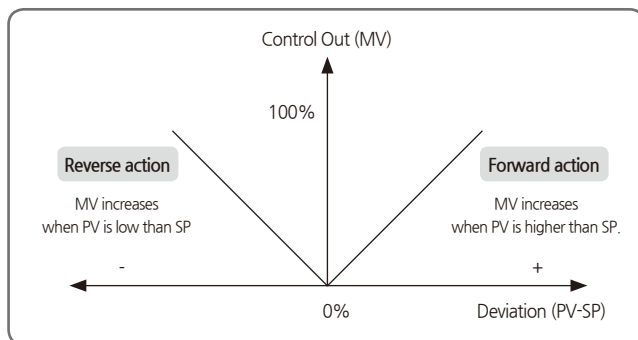 Control Out (MV)
100%
Reverse action
MV increases
when PV is low than SP
-
Forward action
MV increases
when PV is higher than SP.
+
0%
Deviation (PV-SP)